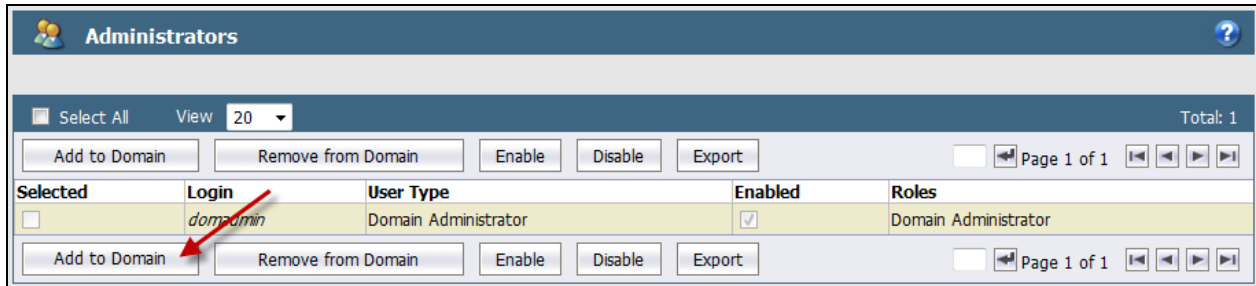 Administrators ?
Select All View 20 Total: 1
Add to Domain Remove from Domain Enable Disable Export Page 1 of 1
Selected Login User Type Enabled Roles
domadmin Domain Administrator Domain Administrator
Add to Domain Remove from Domain Enable Disable Export Page 1 of 1